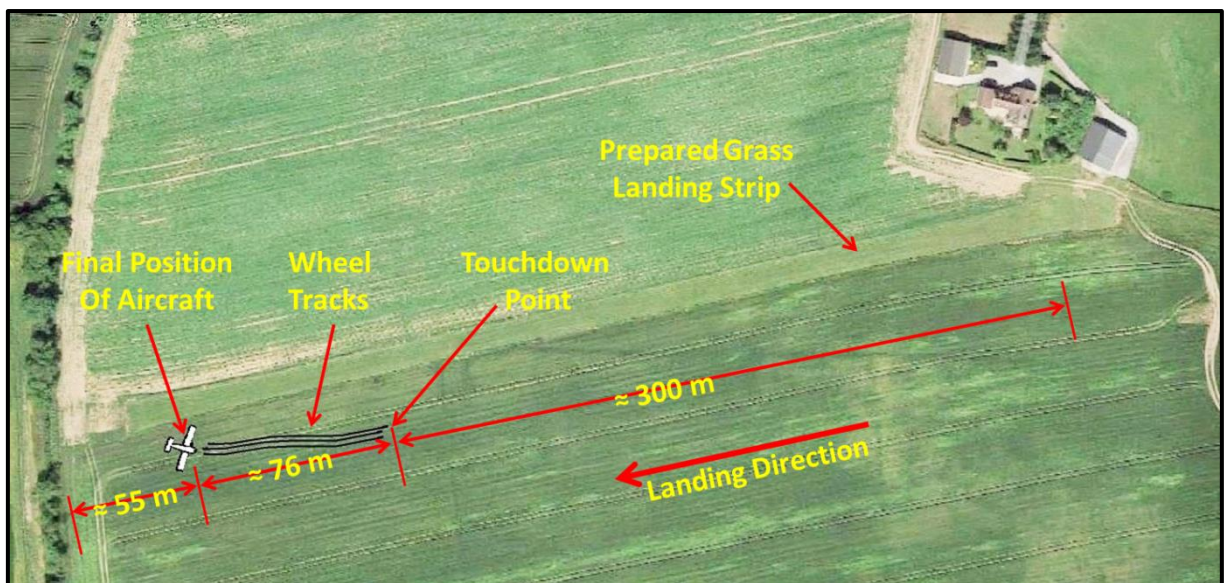 Prepared Grass
Landing Strip
Final Position
Of Aircraft
Wheel
Tracks
Touchdown
Point
≈ 300 m
≈ 76 m
≈ 55 m
Landing Direction